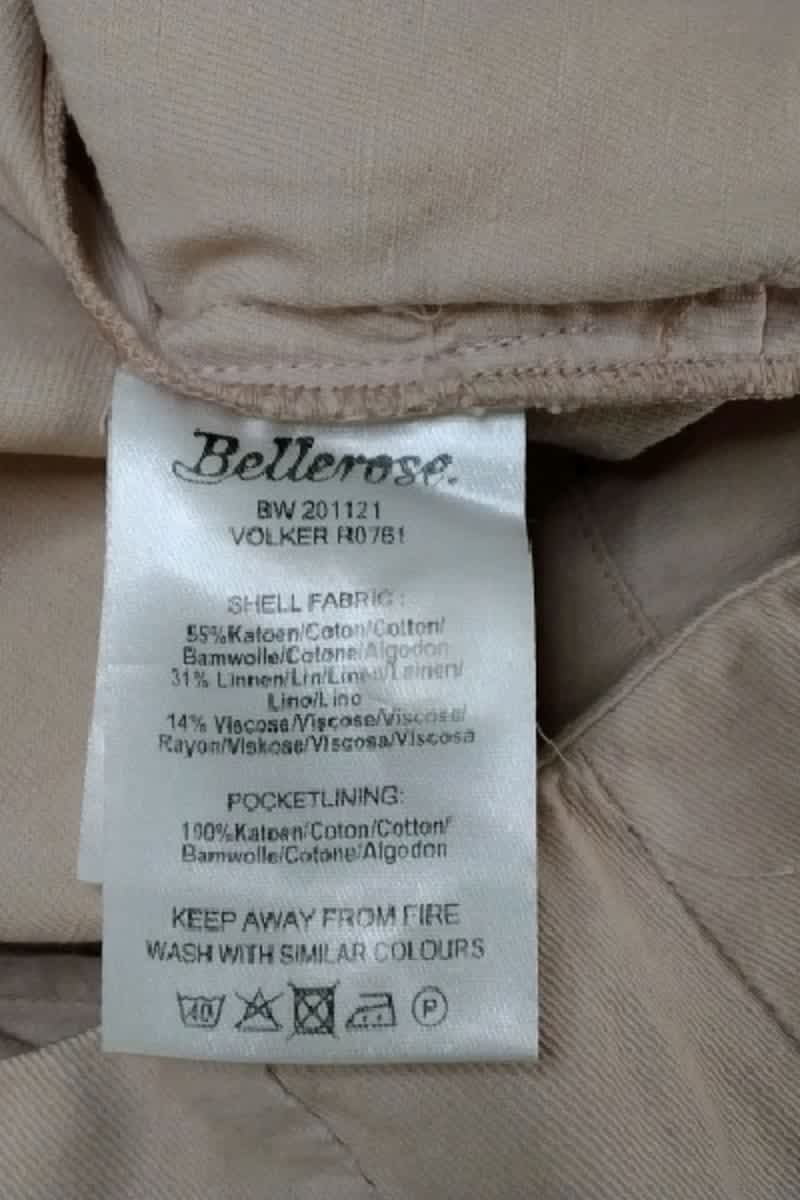 Bellerose.
BW 201121
VOLKER R0761
SHELL FABRIC :
55%Katoen/Coton/Cotton/
Bamwolle/Cotone/Algodon
31% Linnen/Lin/Linen/Leinen/
Lino/Lino
14% Viscose/Viscose/Viscose/
Rayon/Viskose/Viscosa/Viscosa
POCKETLINING:
100%Katoen/Coton/Cotton/
Bamwolle/Cotone/Algodon
KEEP AWAY FROM FIRE
WASH WITH SIMILAR COLOURS
40 P